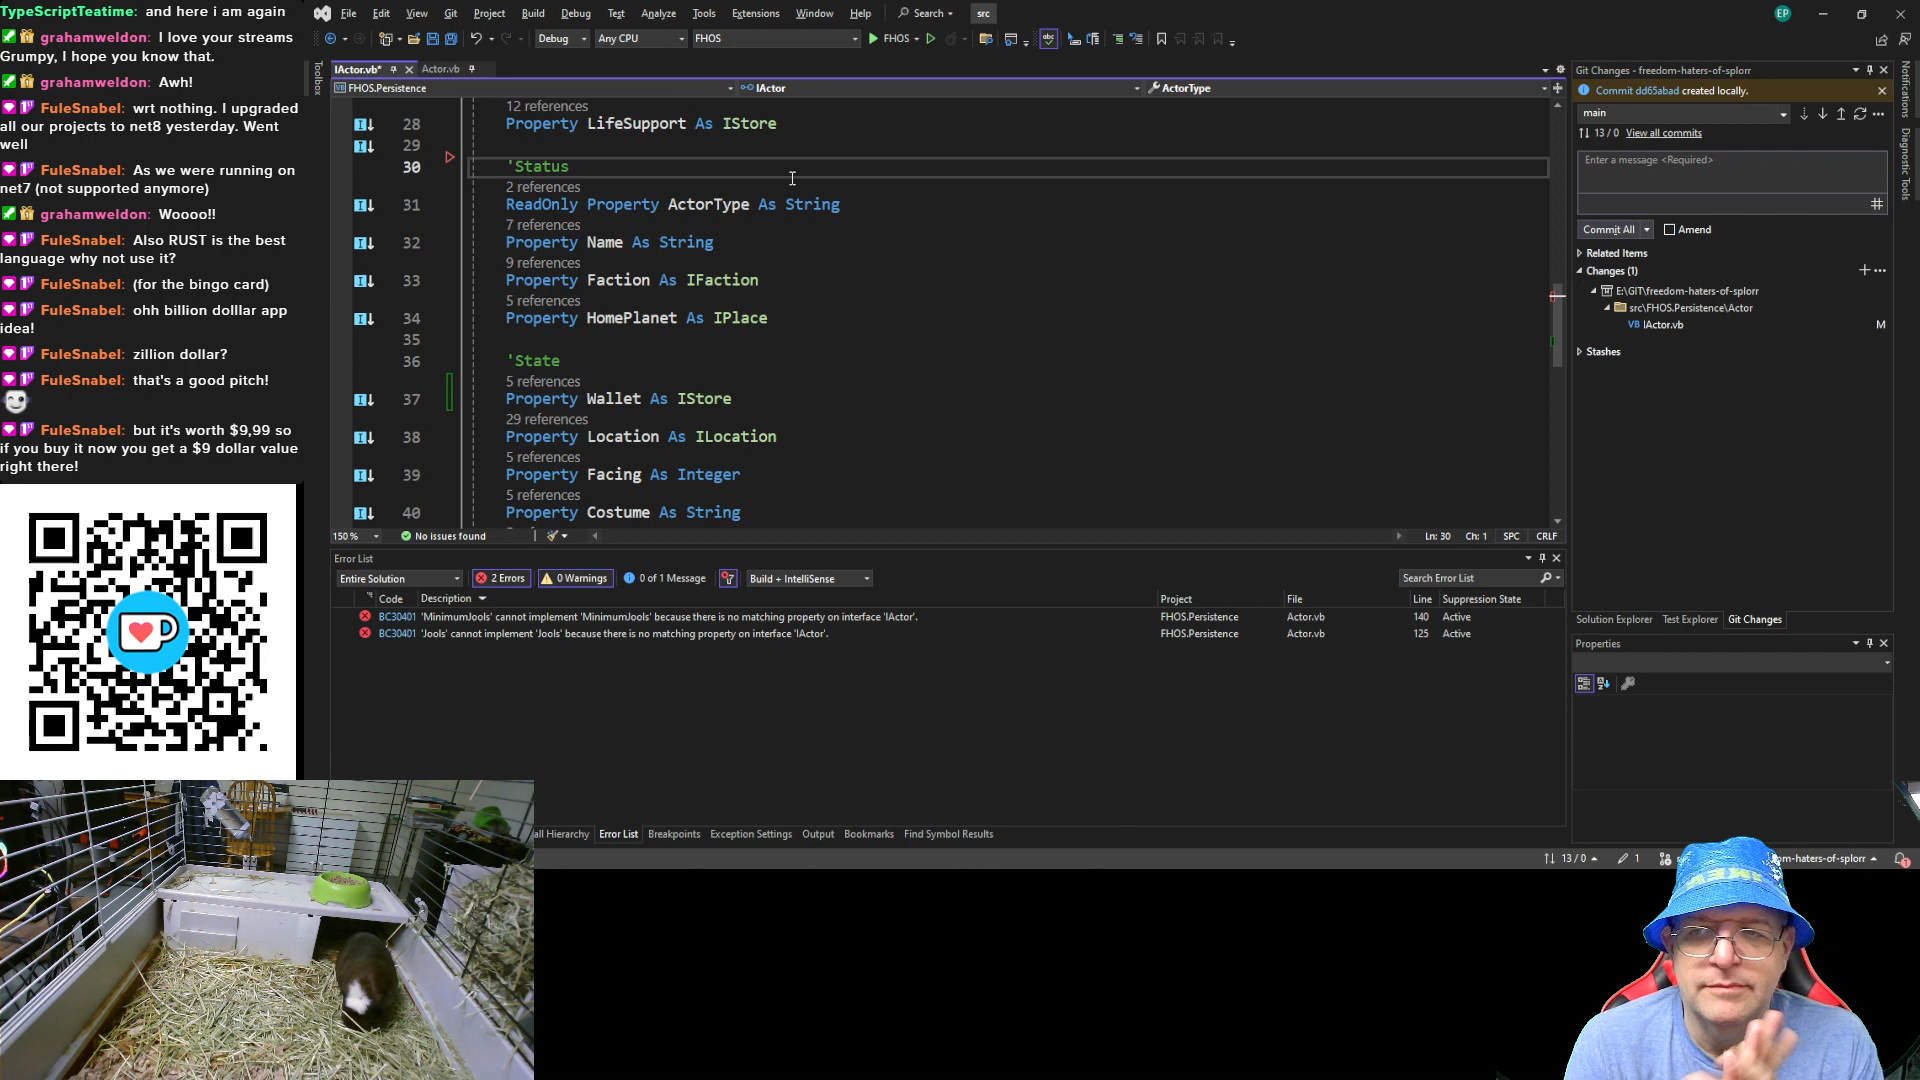 TypeScriptTeatime: and here i am again
grahamweldon: I love your streams
Grumpy, I hope you know that.
grahamweldon: Awh!
FuleSnabel: wrt nothing. I upgraded
all our projects to net8 yesterday. Went
well
FuleSnabel: As we were running on
net7 (not supported anymore)
grahamweldon: Woooo!!
FuleSnabel: Also RUST is the best
language why not use it?
FuleSnabel: (for the bingo card)
FuleSnabel: ohh billion dolllar app
idea!
FuleSnabel: zillion dollar?
FuleSnabel: that's a good pitch!
FuleSnabel: but it's worth $9,99 so
if you buy it now you get a $9 dollar value
right there!
File Edit View Git Project Build Debug Test Analyze Tools Extensions Window Help Search src EP
Debug Any CPU FHOS FHOS
Toolbox
IActor.vb* Actor.vb
FHOS.Persistence IActor ActorType
12 references
28 Property LifeSupport As IStore
29
30 'Status
2 references
31 ReadOnly Property ActorType As String
7 references
32 Property Name As String
9 references
33 Property Faction As IFaction
5 references
34 Property HomePlanet As IPlace
35
36 'State
5 references
37 Property Wallet As IStore
29 references
38 Property Location As ILocation
5 references
39 Property Facing As Integer
5 references
40 Property Costume As String
150 % No issues found Ln: 30 Ch: 1 SPC CRLF
Error List
Entire Solution 2 Errors 0 Warnings 0 of 1 Message Build + IntelliSense Search Error List
Code Description Project File Line Suppression State
BC30401 'MinimumJools' cannot implement 'MinimumJools' because there is no matching property on interface 'IActor'. FHOS.Persistence Actor.vb 140 Active
BC30401 'Jools' cannot implement 'Jools' because there is no matching property on interface 'IActor'. FHOS.Persistence Actor.vb 125 Active
all Hierarchy Error List Breakpoints Exception Settings Output Bookmarks Find Symbol Results
13 / 0 1 om-haters-of-splorr 1
Git Changes - freedom-haters-of-splorr
Commit dd65abad created locally.
main
13 / 0 View all commits
Enter a message <Required>
Commit All Amend
Related Items
Changes (1)
E:\GIT\freedom-haters-of-splorr
src\FHOS.Persistence\Actor
VB IActor.vb M
Stashes
Solution Explorer Test Explorer Git Changes
Properties
Notifications
Diagnostic Tools